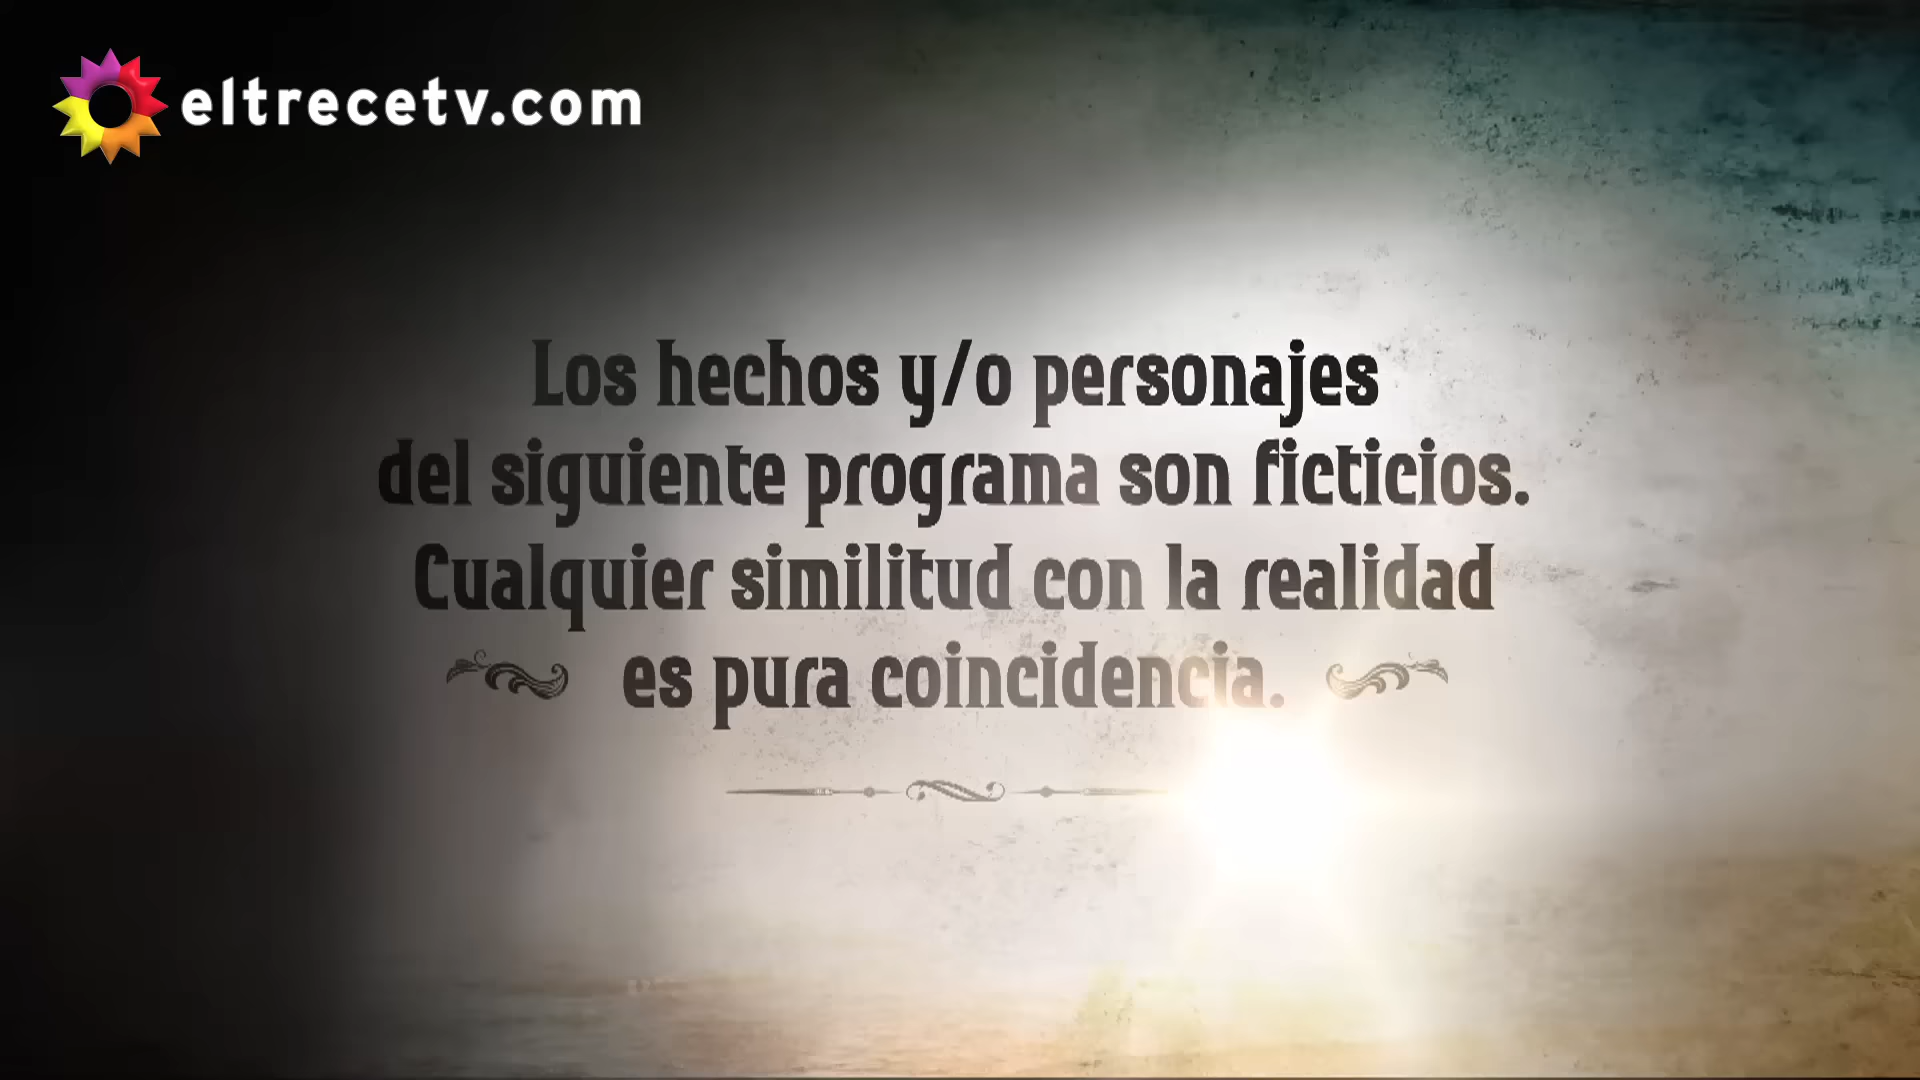 eltrecetv.com
Los hechos y/o personajes
del siguiente programa son ficticios.
Cualquier similitud con la realidad
es pura coincidencia.